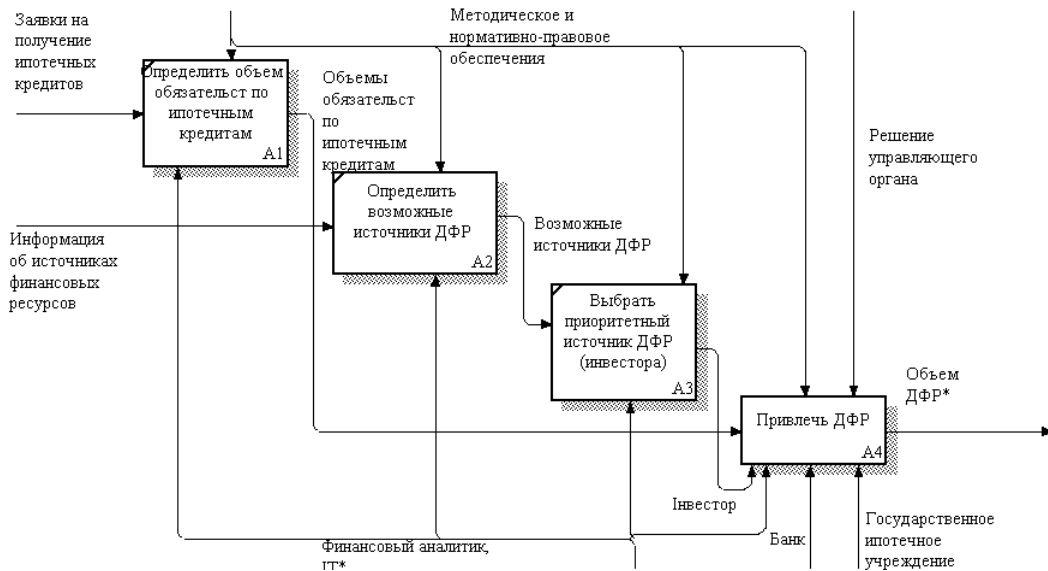 Заявки на
получение
ипотечных
кредитов
Методическое и
нормативно-правовое
обеспечения
Определить объем
обязательст по
ипотечным
кредитам
A1
Объемы
обязательст
по
ипотечным
кредитам
Решение
управляющего
органа
Определить
возможные
источники ДФР
A2
Информация
об источниках
финансовых
ресурсов
Возможные
источники ДФР
Выбрать
приоритетный
источник ДФР
(инвестора)
A3
Объем
ДФР*
Привлечь ДФР
A4
Інвестор
Банк
Государственное
ипотечное
учреждение
Финансовый аналитик,
IT*